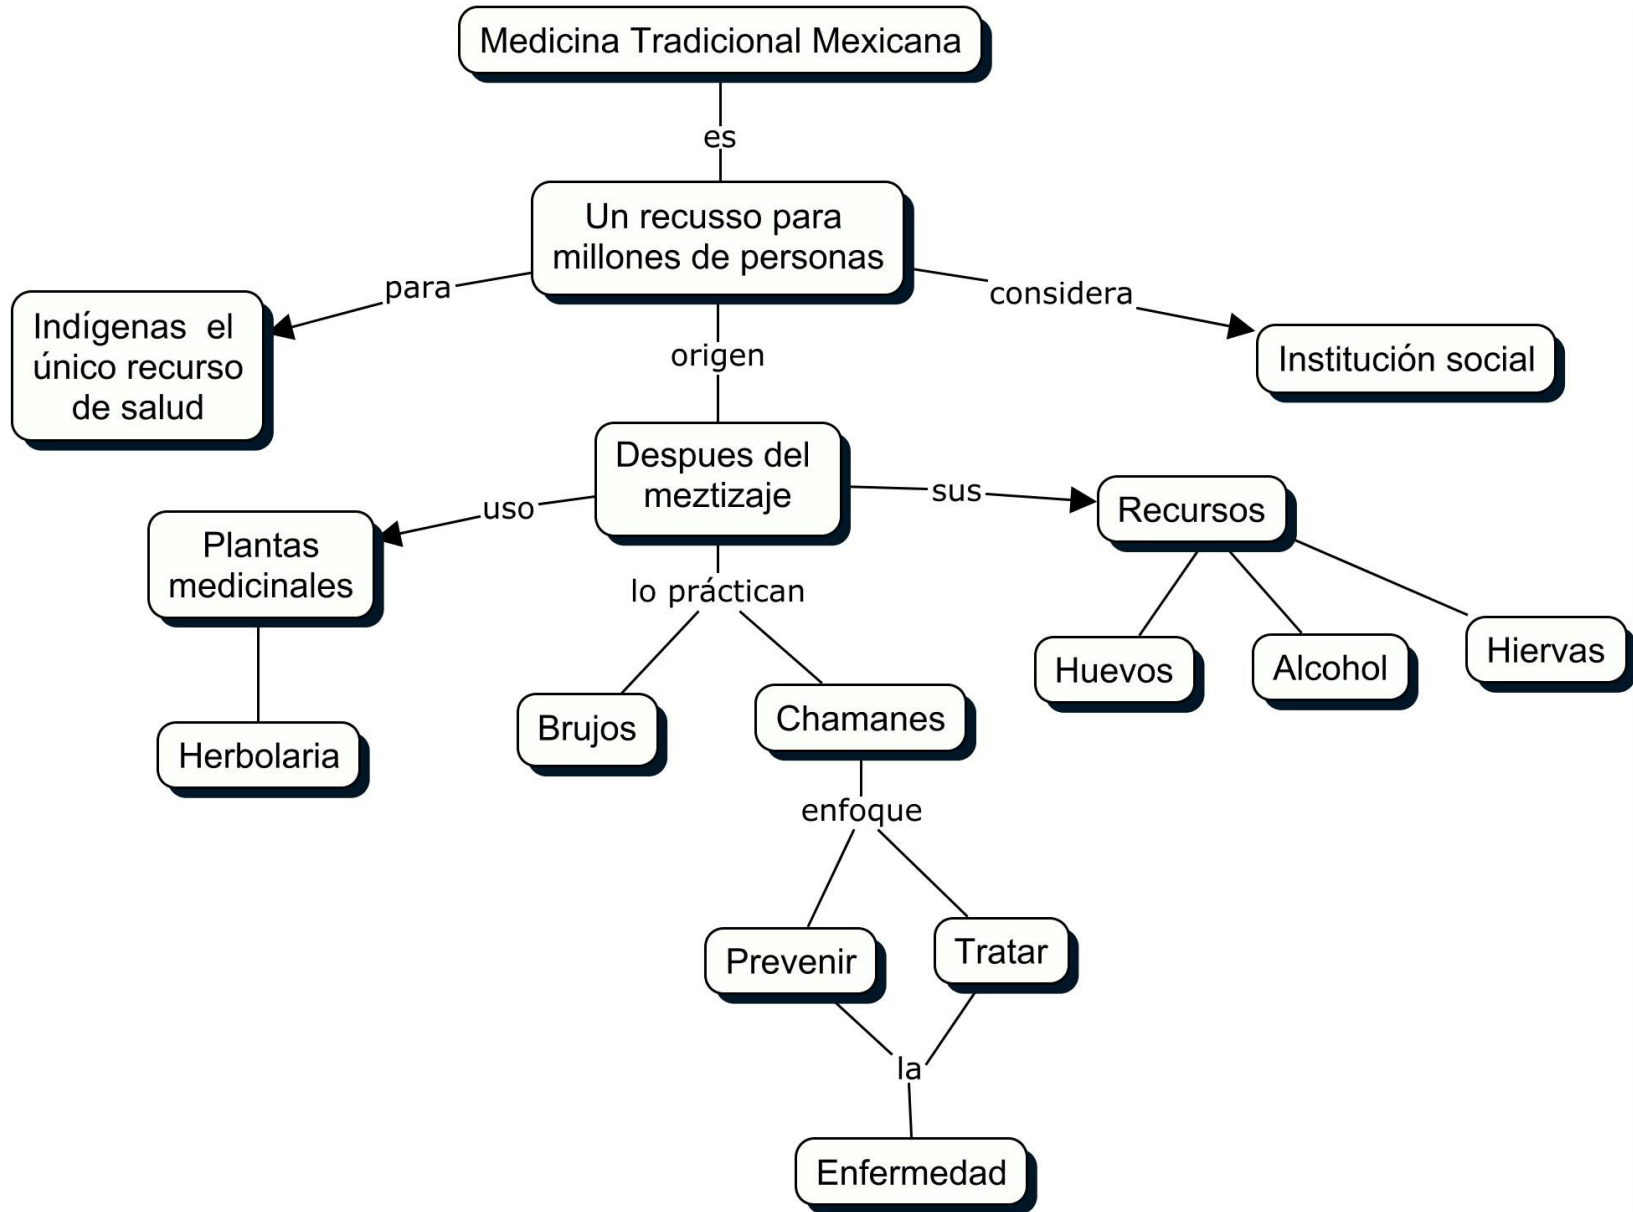 Medicina Tradicional Mexicana
es
Un recusso para
millones de personas
para
considera
Indígenas  el
único recurso
de salud
origen
Institución social
Despues del
meztizaje
uso
sus
Recursos
Plantas
medicinales
lo práctican
Huevos
Alcohol
Hiervas
Herbolaria
Brujos
Chamanes
enfoque
Prevenir
Tratar
la
Enfermedad